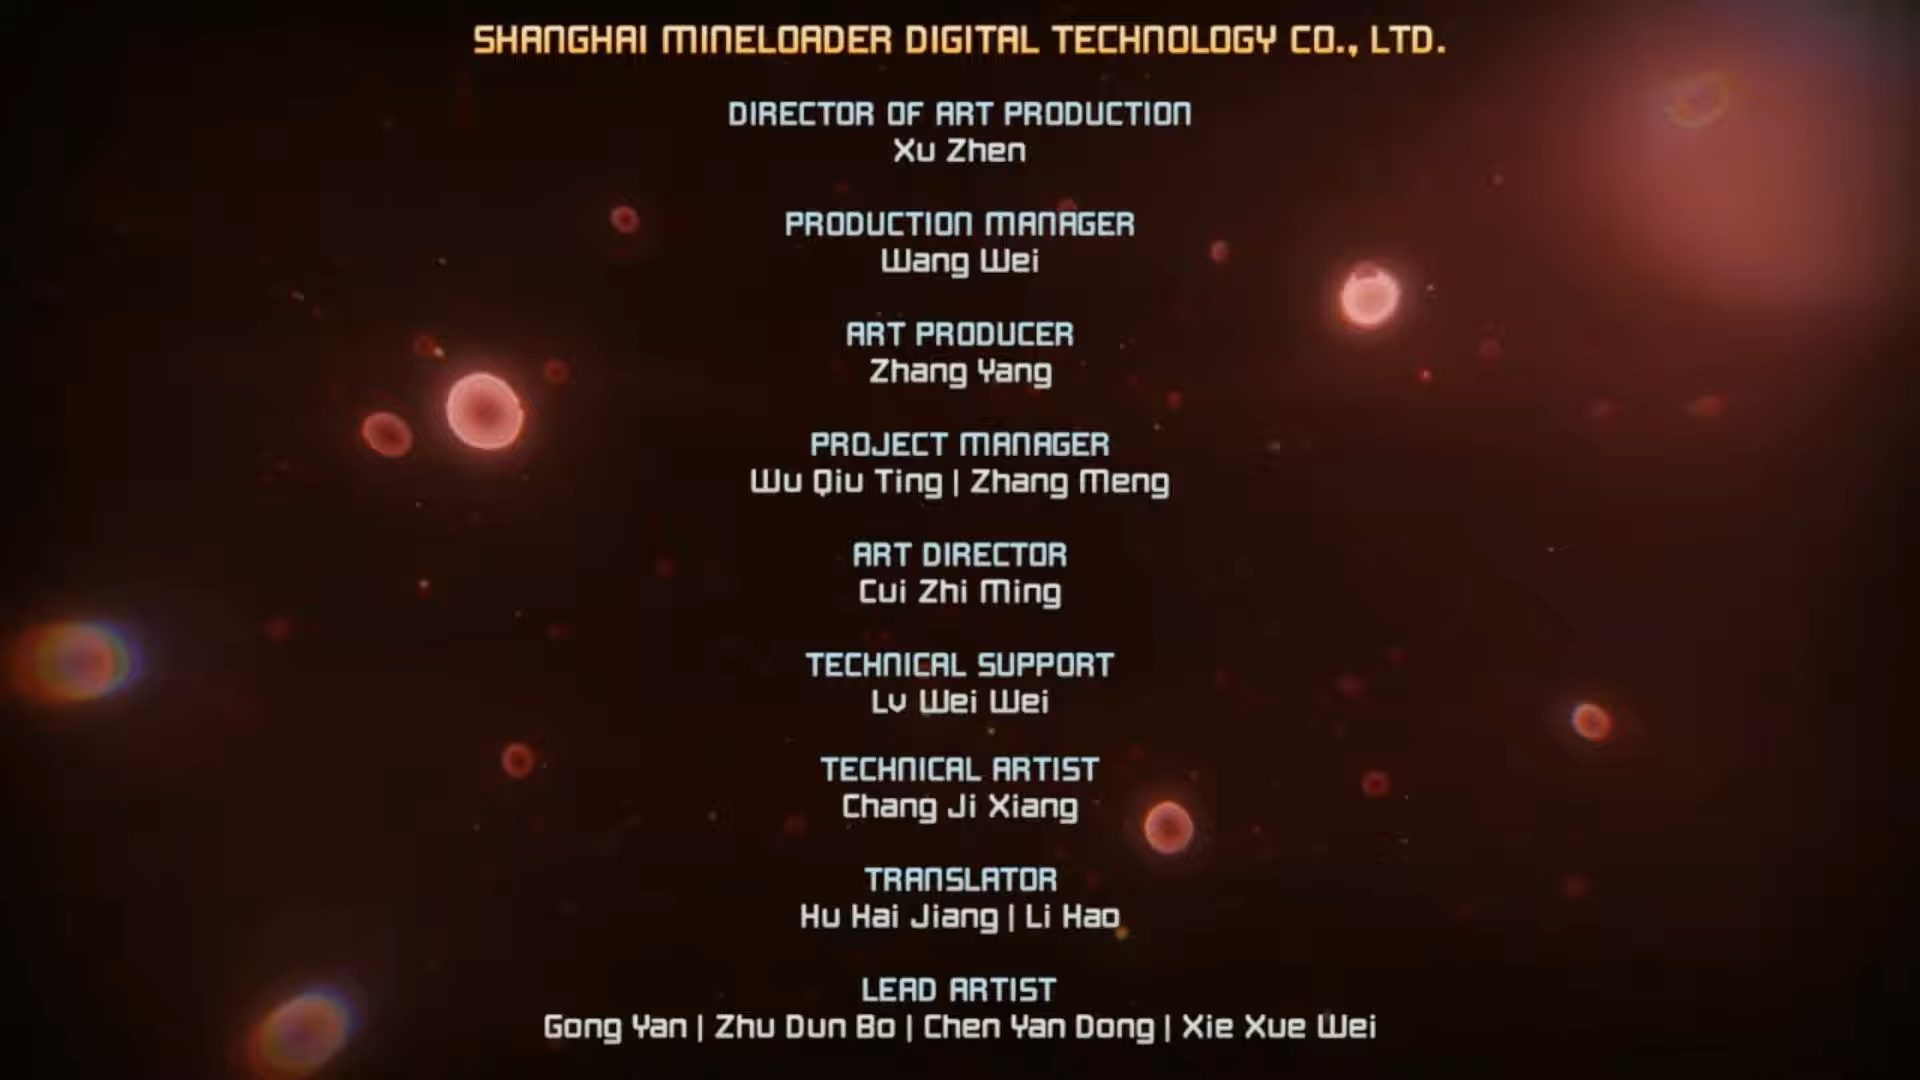 SHANGHAI MINELOADER DIGITAL TECHNOLOGY CO., LTD.
DIRECTOR OF ART PRODUCTION
Xu Zhen
PRODUCTION MANAGER
Wang Wei
ART PRODUCER
Zhang Yang
PROJECT MANAGER
Wu Qiu Ting | Zhang Meng
ART DIRECTOR
Cui Zhi Ming
TECHNICAL SUPPORT
Lv Wei Wei
TECHNICAL ARTIST
Chang Ji Xiang
TRANSLATOR
Hu Hai Jiang | Li Hao
LEAD ARTIST
Gong Yan | Zhu Dun Bo | Chen Yan Dong | Xie Xue Wei